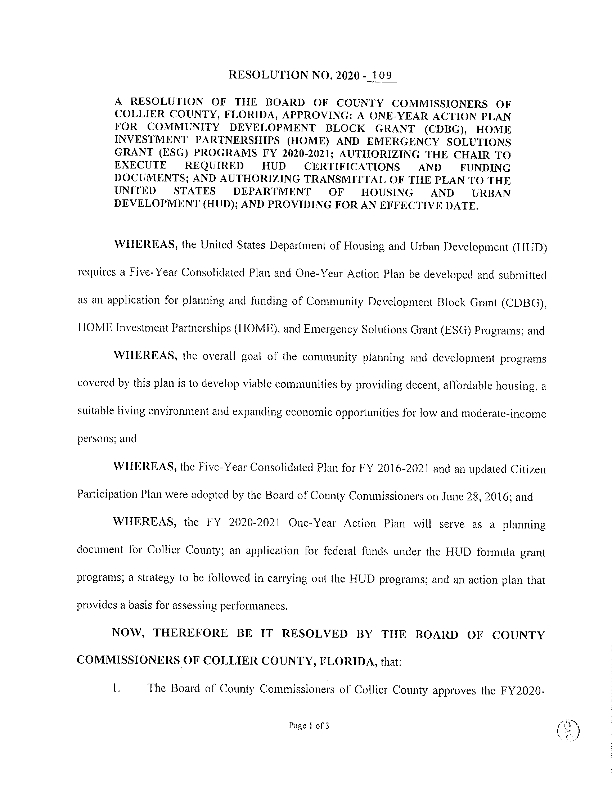 RESOLUTION NO. 2020 - 109
A RESOLUTION OF THE BOARD OF COUNTY COMMISSIONERS OF
COLLIER COUNTY, FLORIDA, APPROVING: A ONE-YEAR ACTION PLAN
FOR COMMUNITY DEVELOPMENT BLOCK GRANT (CDBG), HOME
INVESTMENT PARTNERSHIPS (HOME) AND EMERGENCY SOLUTIONS
GRANT (ESG) PROGRAMS FY 2020-2021; AUTHORIZING THE CHAIR TO
EXECUTE REQUIRED HUD CERTIFICATIONS AND FUNDING
DOCUMENTS; AND AUTHORIZING TRANSMITTAL OF THE PLAN TO THE
UNITED STATES DEPARTMENT OF HOUSING AND URBAN
DEVELOPMENT (HUD); AND PROVIDING FOR AN EFFECTIVE DATE.
WHEREAS, the United States Department of Housing and Urban Development (HUD)
requires a Five-Year Consolidated Plan and One-Year Action Plan be developed and submitted
as an application for planning and funding of Community Development Block Grant (CDBG),
HOME Investment Partnerships (HOME), and Emergency Solutions Grant (ESG) Programs; and
WHEREAS, the overall goal of the community planning and development programs
covered by this plan is to develop viable communities by providing decent, affordable housing, a
suitable living environment and expanding economic opportunities for low and moderate-income
persons; and
WHEREAS, the Five-Year Consolidated Plan for FY 2016-2021 and an updated Citizen
Participation Plan were adopted by the Board of County Commissioners on June 28, 2016; and
WHEREAS, the FY 2020-2021 One-Year Action Plan will serve as a planning
document for Collier County; an application for federal funds under the HUD formula grant
programs; a strategy to be followed in carrying out the HUD programs; and an action plan that
provides a basis for assessing performances.
NOW, THEREFORE BE IT RESOLVED BY THE BOARD OF COUNTY
COMMISSIONERS OF COLLIER COUNTY, FLORIDA, that:
1. The Board of County Commissioners of Collier County approves the FY2020-
Page 1 of 3